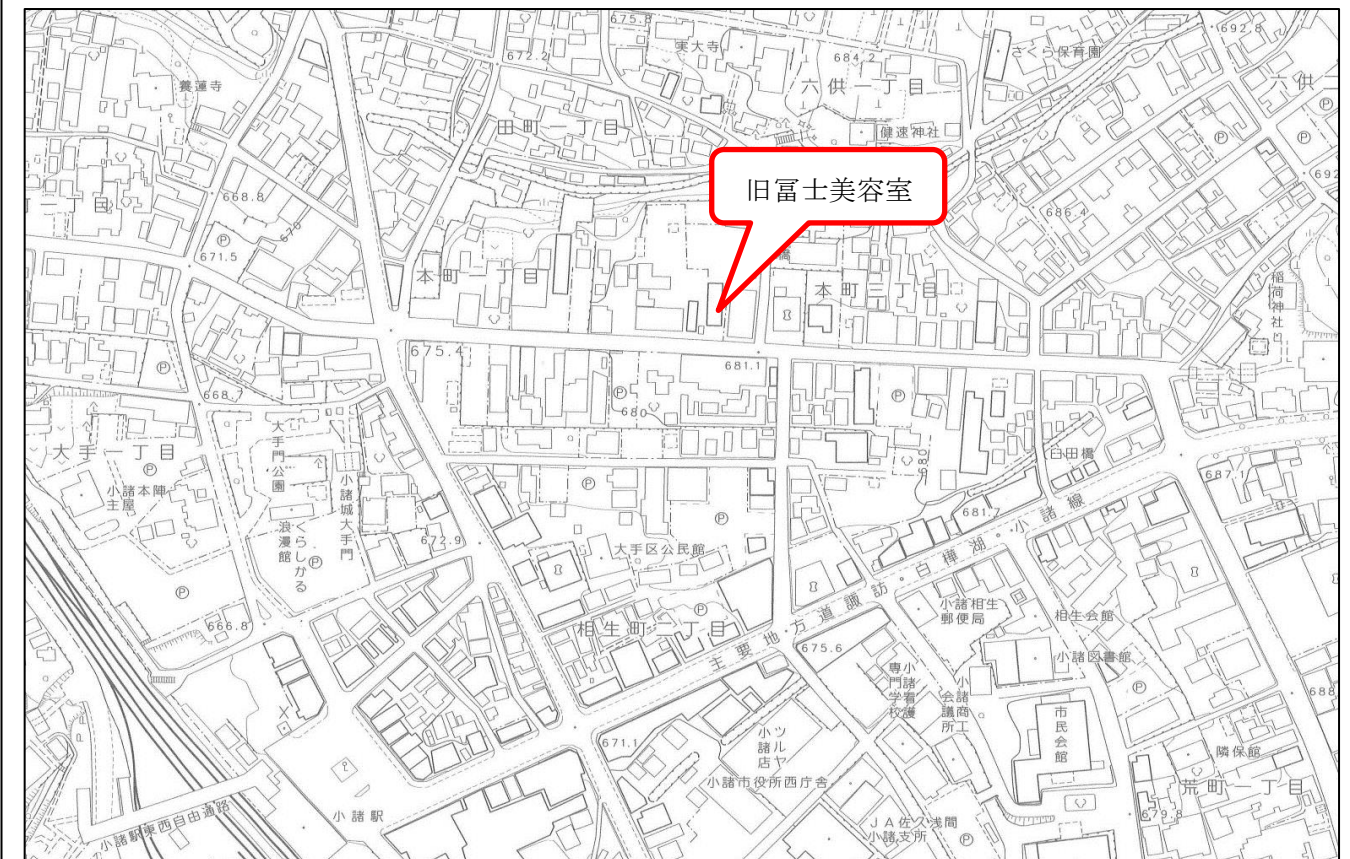 675.8
672.2
実大寺
684.2
さくら保育園
692.8
養蓮寺
六供一丁目
六供
田町一丁目
健速神社
旧冨士美容室
668.8
670
686.4
692
671.5
本町一丁目
橋
本町二丁目
稲荷神社
675.4
681.1
668.7
680
大手門公園
大手一丁目
小諸本陣
主屋
小諸城大手門
くらしかる
浪漫館
672.9
680
681.7
687.1
大手区公民館
主要地方道諏訪・白樺湖・小諸線
小諸相生
郵便局
相生会館
666.8
相生町一丁目
675.6
小諸図書館
小諸看護
専門学校
小諸商工
会議所
688
市民会館
671.1
ツルヤ
小諸店
隣保館
小諸市役所西庁舎
荒町一丁目
小諸駅
小諸駅東西自由通路
JA佐久浅間
小諸支所
679.8